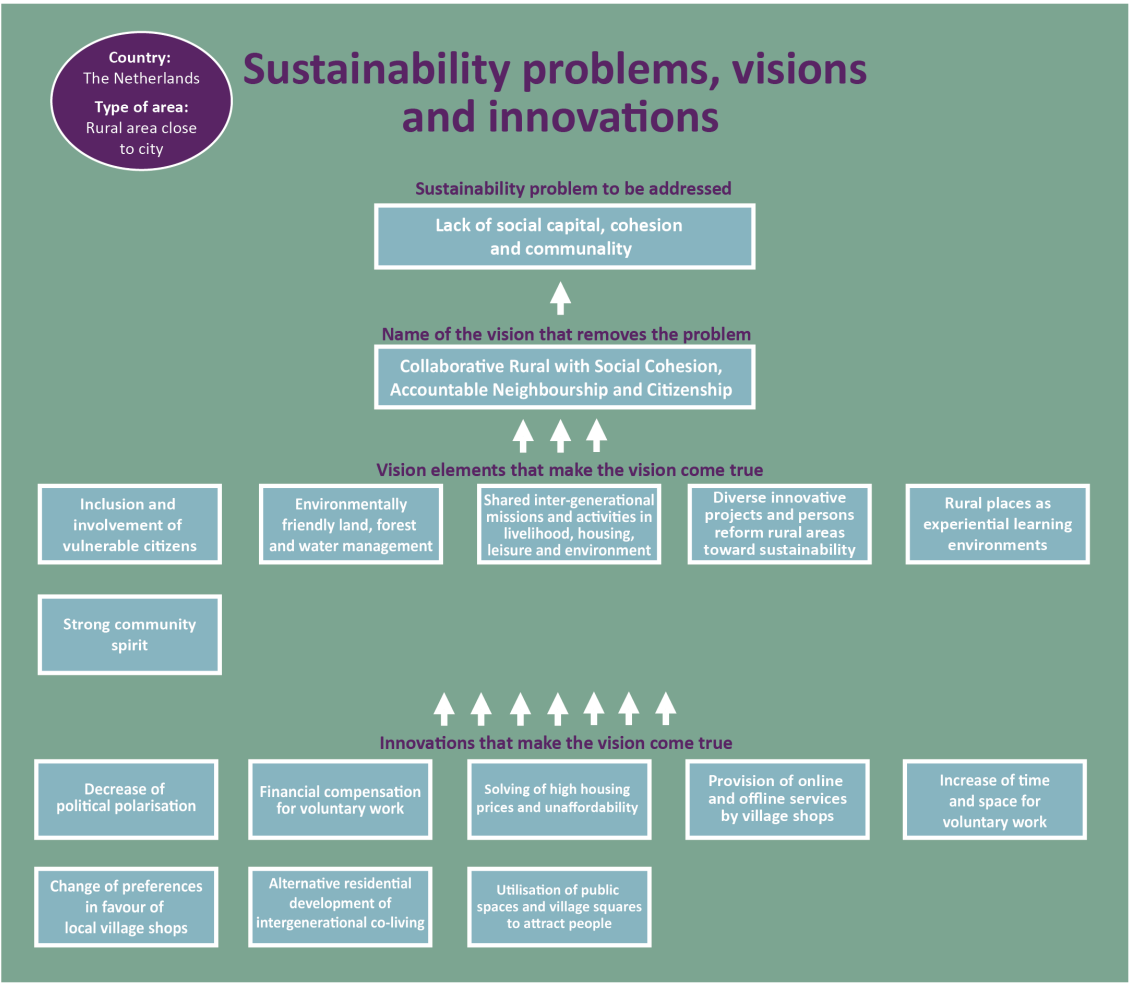 Country:
The Netherlands
Type of area:
Rural area close
to city
Sustainability problems, visions
and innovations
Sustainability problem to be addressed
Lack of social capital, cohesion
and communality
Name of the vision that removes the problem
Collaborative Rural with Social Cohesion,
Accountable Neighbourship and Citizenship
Vision elements that make the vision come true
Inclusion and
involvement of
vulnerable citizens
Environmentally
friendly land, forest
and water management
Shared inter-generational
missions and activities in
livelihood, housing,
leisure and environment
Diverse innovative
projects and persons
reform rural areas
toward sustainability
Rural places as
experiential learning
environments
Strong community
spirit
Innovations that make the vision come true
Decrease of
political polarisation
Financial compensation
for voluntary work
Solving of high housing
prices and unaffordability
Provision of online
and offline services
by village shops
Increase of time
and space for
voluntary work
Change of preferences
in favour of
local village shops
Alternative residential
development of
intergenerational co-living
Utilisation of public
spaces and village squares
to attract people